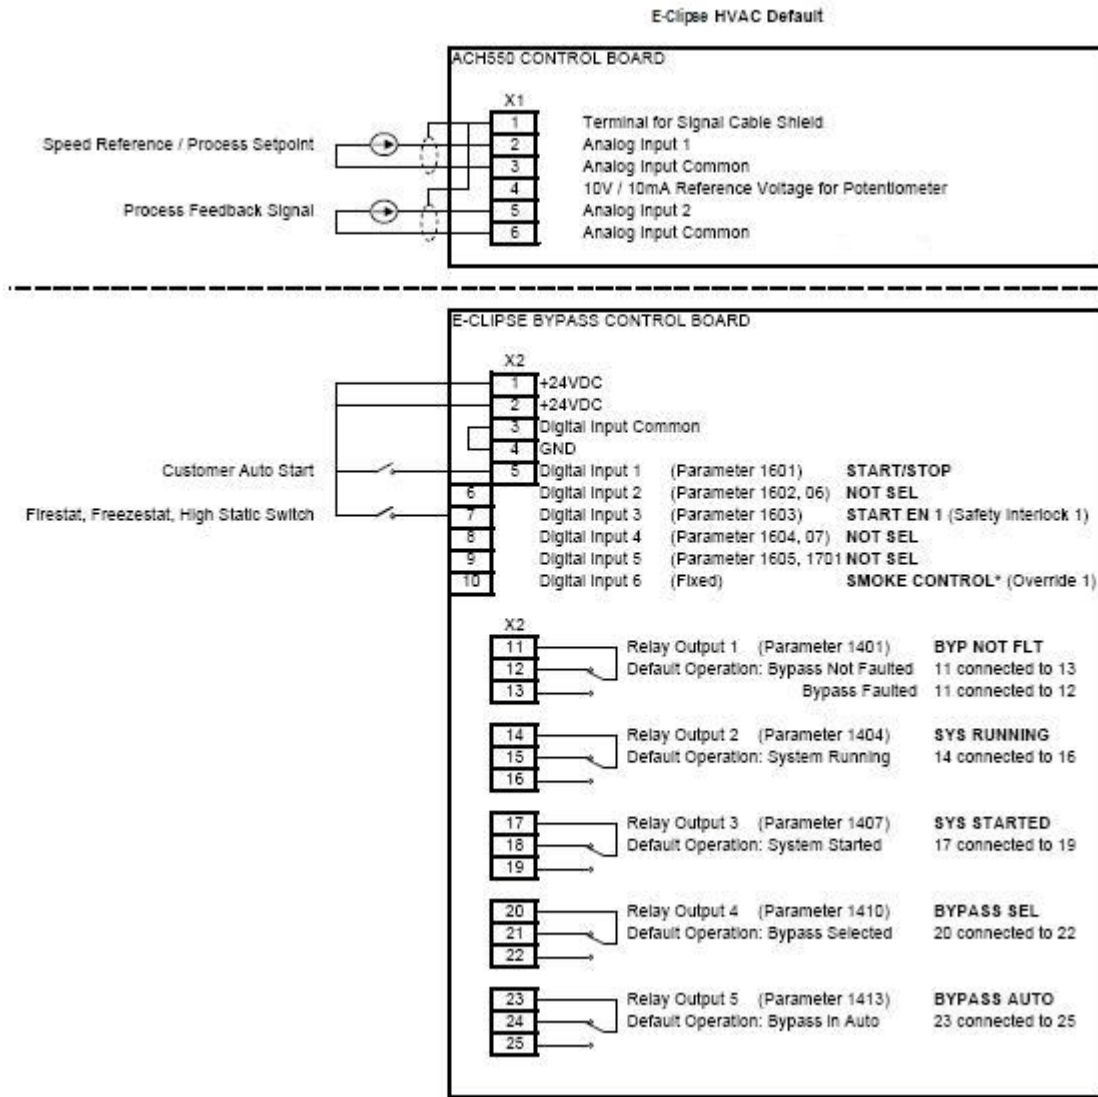 E-Clipse HVAC Default
ACH550 CONTROL BOARD
X1
1 Terminal for Signal Cable Shield
Speed Reference / Process Setpoint 2 Analog Input 1
3 Analog Input Common
4 10V / 10mA Reference Voltage for Potentiometer
Process Feedback Signal 5 Analog Input 2
6 Analog Input Common
E-CLIPSE BYPASS CONTROL BOARD
X2
1 +24VDC
2 +24VDC
3 Digital Input Common
4 GND
Customer Auto Start 5 Digital Input 1 (Parameter 1601) START/STOP
6 Digital Input 2 (Parameter 1602, 06) NOT SEL
Firestat, Freezestat, High Static Switch 7 Digital Input 3 (Parameter 1603) START EN 1 (Safety Interlock 1)
8 Digital Input 4 (Parameter 1604, 07) NOT SEL
9 Digital Input 5 (Parameter 1605, 1701 NOT SEL
10 Digital Input 6 (Fixed) SMOKE CONTROL* (Override 1)
X2
11 Relay Output 1 (Parameter 1401) BYP NOT FLT
12 Default Operation: Bypass Not Faulted 11 connected to 13
13 Bypass Faulted 11 connected to 12
14 Relay Output 2 (Parameter 1404) SYS RUNNING
15 Default Operation: System Running 14 connected to 16
16
17 Relay Output 3 (Parameter 1407) SYS STARTED
18 Default Operation: System Started 17 connected to 19
19
20 Relay Output 4 (Parameter 1410) BYPASS SEL
21 Default Operation: Bypass Selected 20 connected to 22
22
23 Relay Output 5 (Parameter 1413) BYPASS AUTO
24 Default Operation: Bypass In Auto 23 connected to 25
25